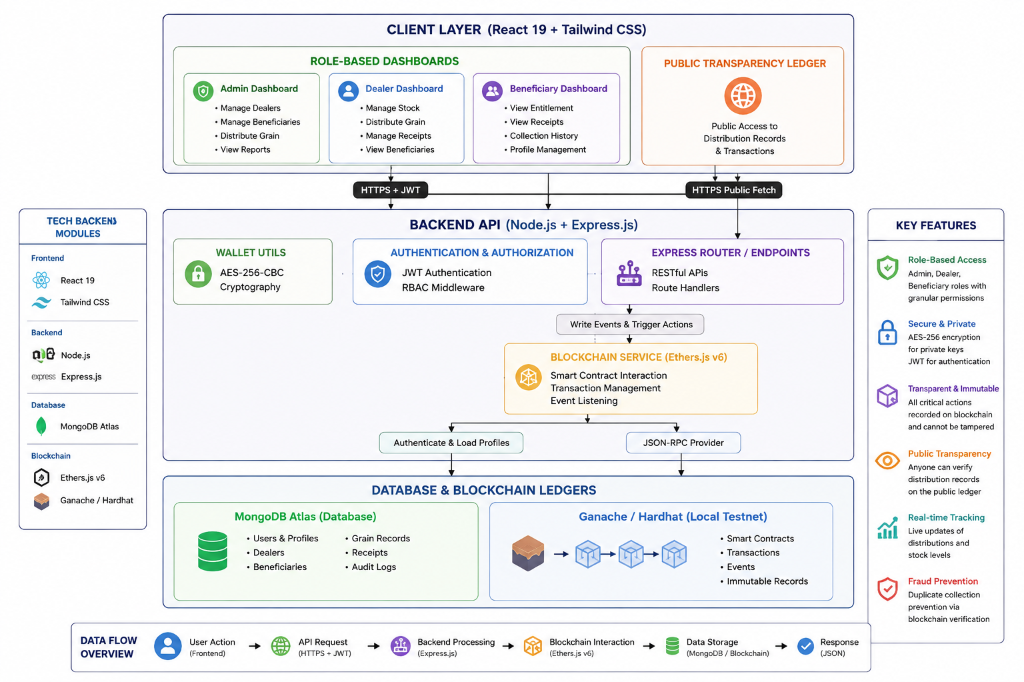 CLIENT LAYER (React 19 + Tailwind CSS)
ROLE-BASED DASHBOARDS
Admin Dashboard
• Manage Dealers
• Manage Beneficiaries
• Distribute Grain
• View Reports
Dealer Dashboard
• Manage Stock
• Distribute Grain
• Manage Receipts
• View Beneficiaries
Beneficiary Dashboard
• View Entitlement
• View Receipts
• Collection History
• Profile Management
PUBLIC TRANSPARENCY LEDGER
Public Access to
Distribution Records
& Transactions
HTTPS + JWT
HTTPS Public Fetch
TECH BACKEND
MODULES
Frontend
React 19
Tailwind CSS
Backend
Node.js
express
Express.js
Database
MongoDB Atlas
Blockchain
Ethers.js v6
Ganache / Hardhat
BACKEND API (Node.js + Express.js)
WALLET UTILS
AES-256-CBC
Cryptography
AUTHENTICATION & AUTHORIZATION
JWT Authentication
RBAC Middleware
EXPRESS ROUTER / ENDPOINTS
RESTful APIs
Route Handlers
Write Events & Trigger Actions
BLOCKCHAIN SERVICE (Ethers.js v6)
Smart Contract Interaction
Transaction Management
Event Listening
Authenticate & Load Profiles
JSON-RPC Provider
DATABASE & BLOCKCHAIN LEDGERS
MongoDB Atlas (Database)
• Users & Profiles
• Dealers
• Beneficiaries
• Grain Records
• Receipts
• Audit Logs
Ganache / Hardhat (Local Testnet)
• Smart Contracts
• Transactions
• Events
• Immutable Records
KEY FEATURES
Role-Based Access
Admin, Dealer,
Beneficiary roles with
granular permissions
Secure & Private
AES-256 encryption
for private keys
JWT for authentication
Transparent & Immutable
All critical actions
recorded on blockchain
and cannot be tampered
Public Transparency
Anyone can verify
distribution records
on the public ledger
Real-time Tracking
Live updates of
distributions and
stock levels
Fraud Prevention
Duplicate collection
prevention via
blockchain verification
DATA FLOW
OVERVIEW
User Action
(Frontend)
API Request
(HTTPS + JWT)
Backend Processing
(Express.js)
Blockchain Interaction
(Ethers.js v6)
Data Storage
(MongoDB / Blockchain)
Response
(JSON)